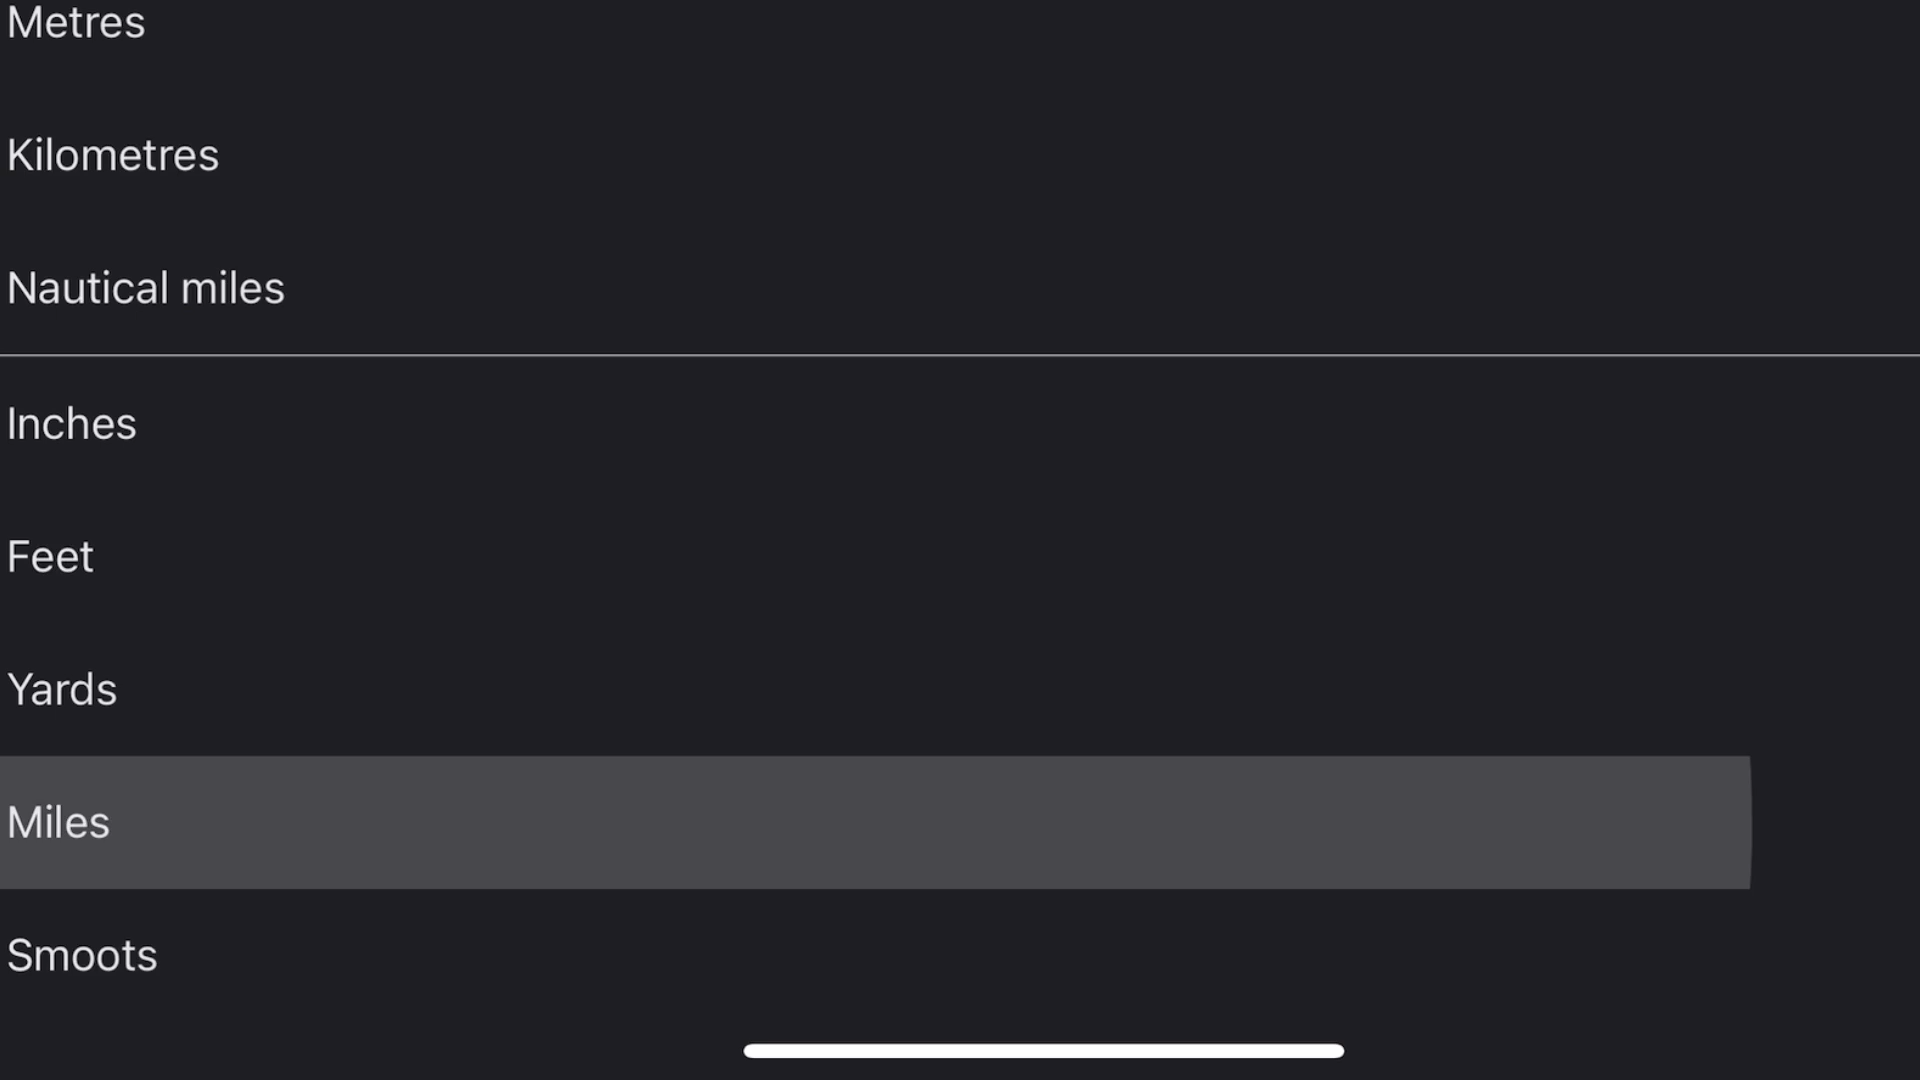 Metres
Kilometres
Nautical miles
Inches
Feet
Yards
Miles
Smoots